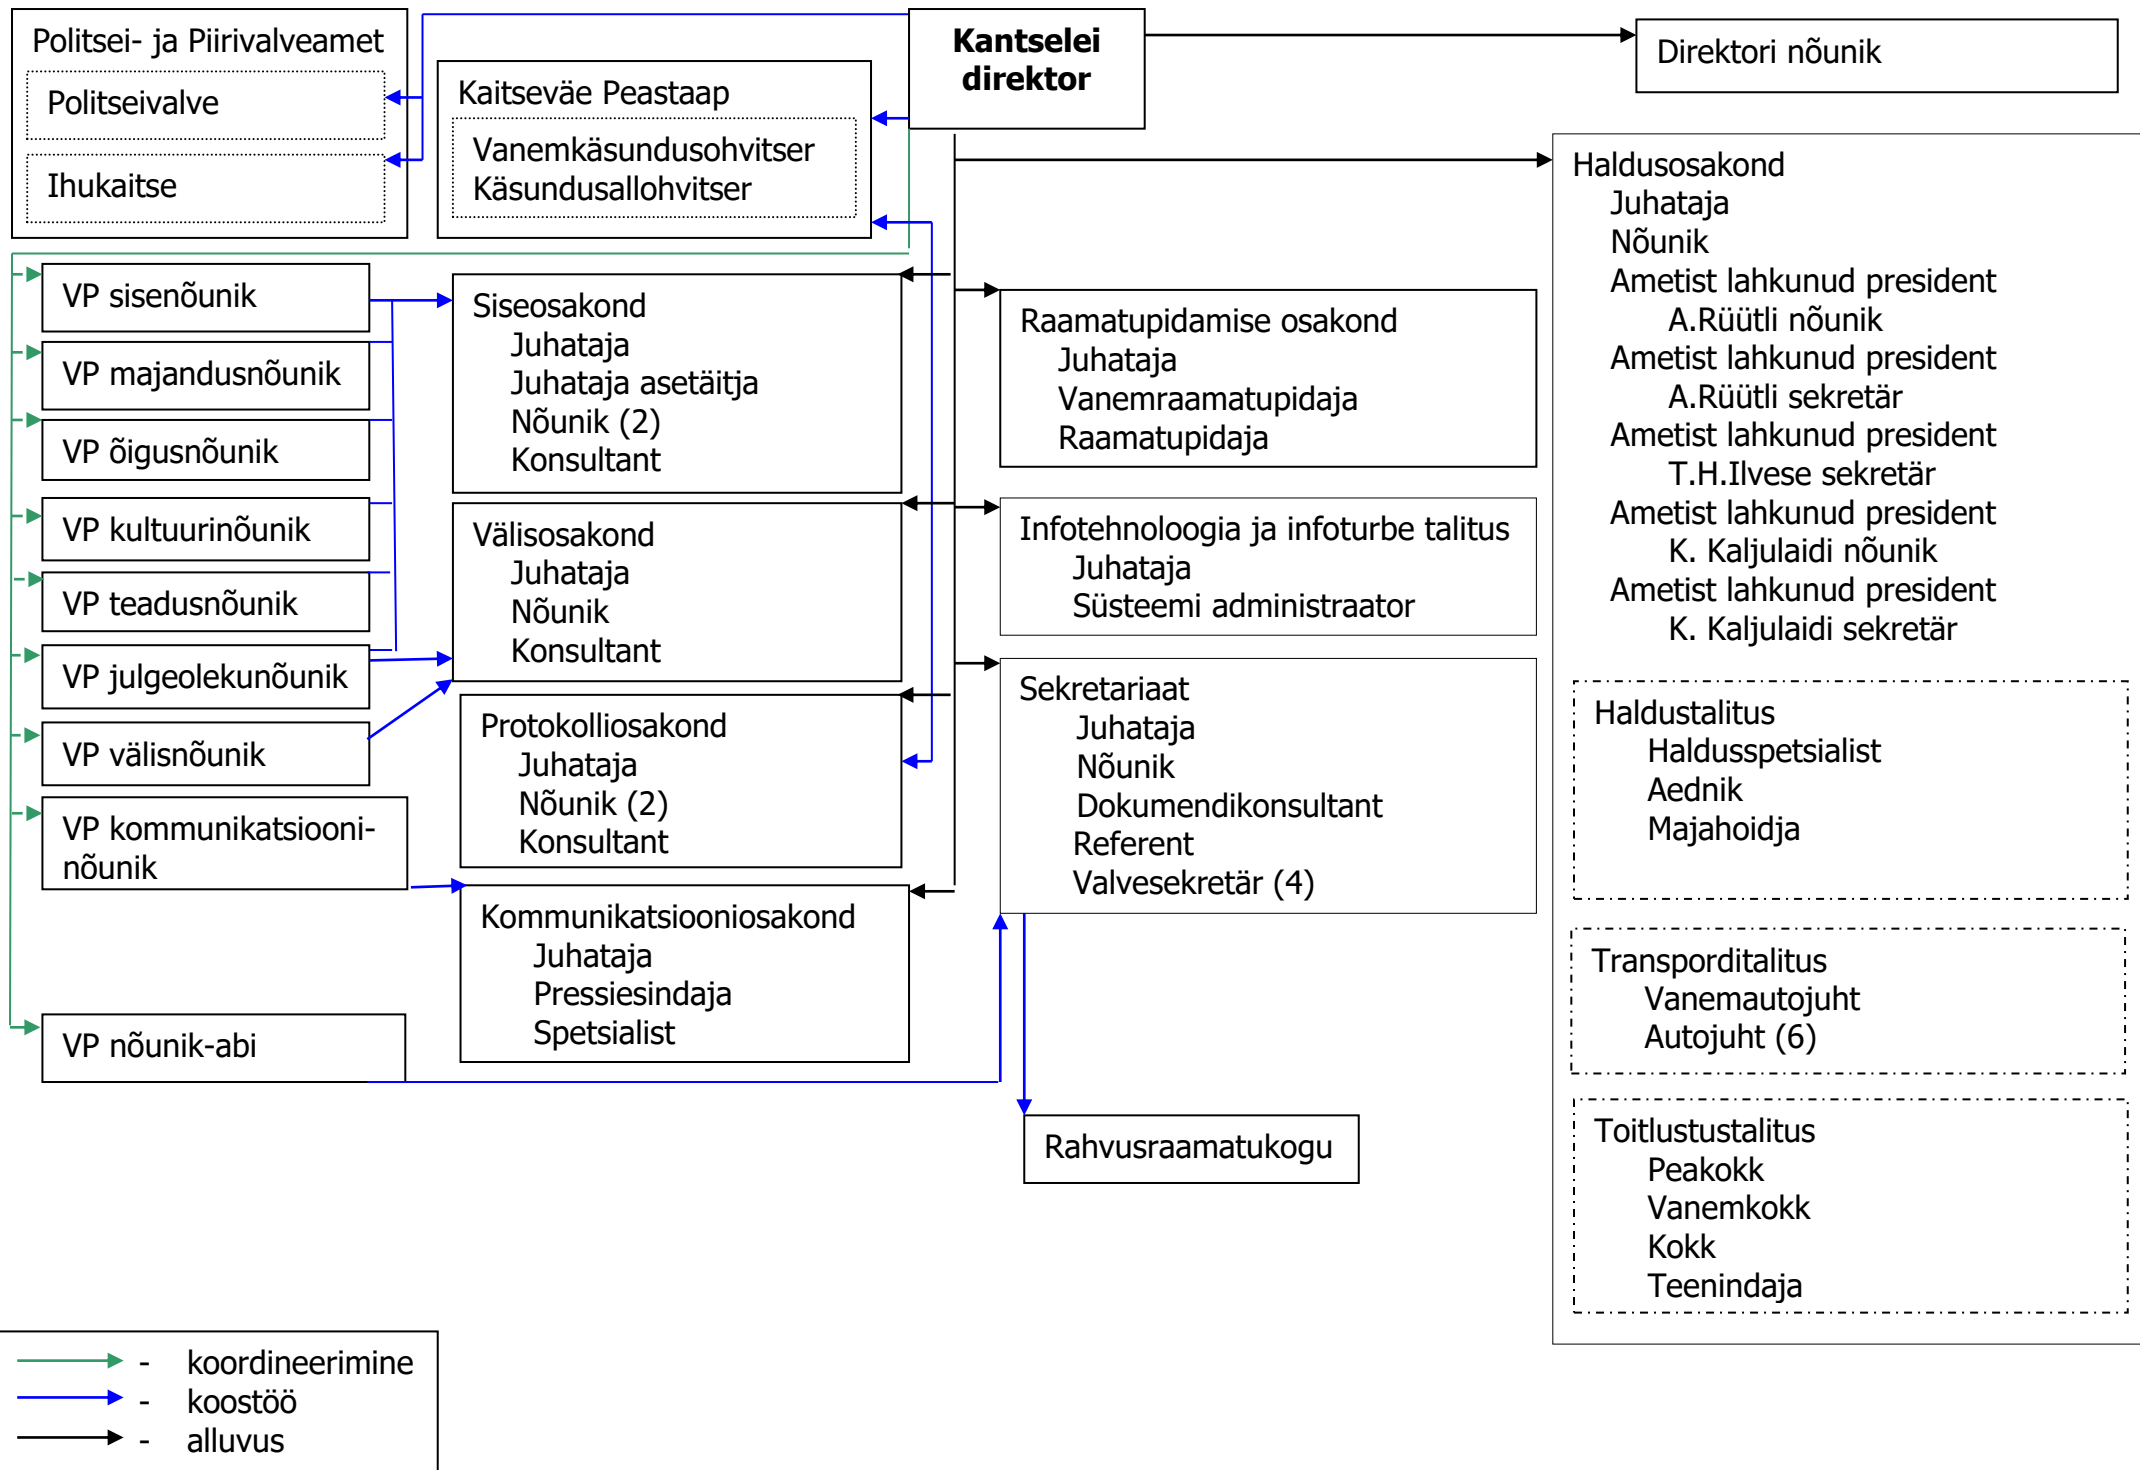 Politsei- ja Piirivalveamet
Politseivalve
Ihukaitse
Kaitseväe Peastaap
Vanemkäsundusohvitser
Käsundusallohvitser
Kantselei
direktor
Direktori nõunik
VP sisenõunik
VP majandusnõunik
VP õigusnõunik
VP kultuurinõunik
VP teadusnõunik
VP julgeolekunõunik
VP välisnõunik
VP kommunikatsiooni-
nõunik
VP nõunik-abi
Siseosakond
Juhataja
Juhataja asetäitja
Nõunik (2)
Konsultant
Välisosakond
Juhataja
Nõunik
Konsultant
Protokolliosakond
Juhataja
Nõunik (2)
Konsultant
Kommunikatsiooniosakond
Juhataja
Pressiesindaja
Spetsialist
Raamatupidamise osakond
Juhataja
Vanemraamatupidaja
Raamatupidaja
Infotehnoloogia ja infoturbe talitus
Juhataja
Süsteemi administraator
Sekretariaat
Juhataja
Nõunik
Dokumendikonsultant
Referent
Valvesekretär (4)
Rahvusraamatukogu
Haldusosakond
Juhataja
Nõunik
Ametist lahkunud president
A.Rüütli nõunik
Ametist lahkunud president
A.Rüütli sekretär
Ametist lahkunud president
T.H.Ilvese sekretär
Ametist lahkunud president
K. Kaljulaidi nõunik
Ametist lahkunud president
K. Kaljulaidi sekretär
Haldustalitus
Haldusspetsialist
Aednik
Majahoidja
Transporditalitus
Vanemautojuht
Autojuht (6)
Toitlustustalitus
Peakokk
Vanemkokk
Kokk
Teenindaja
- koordineerimine
- koostöö
- alluvus